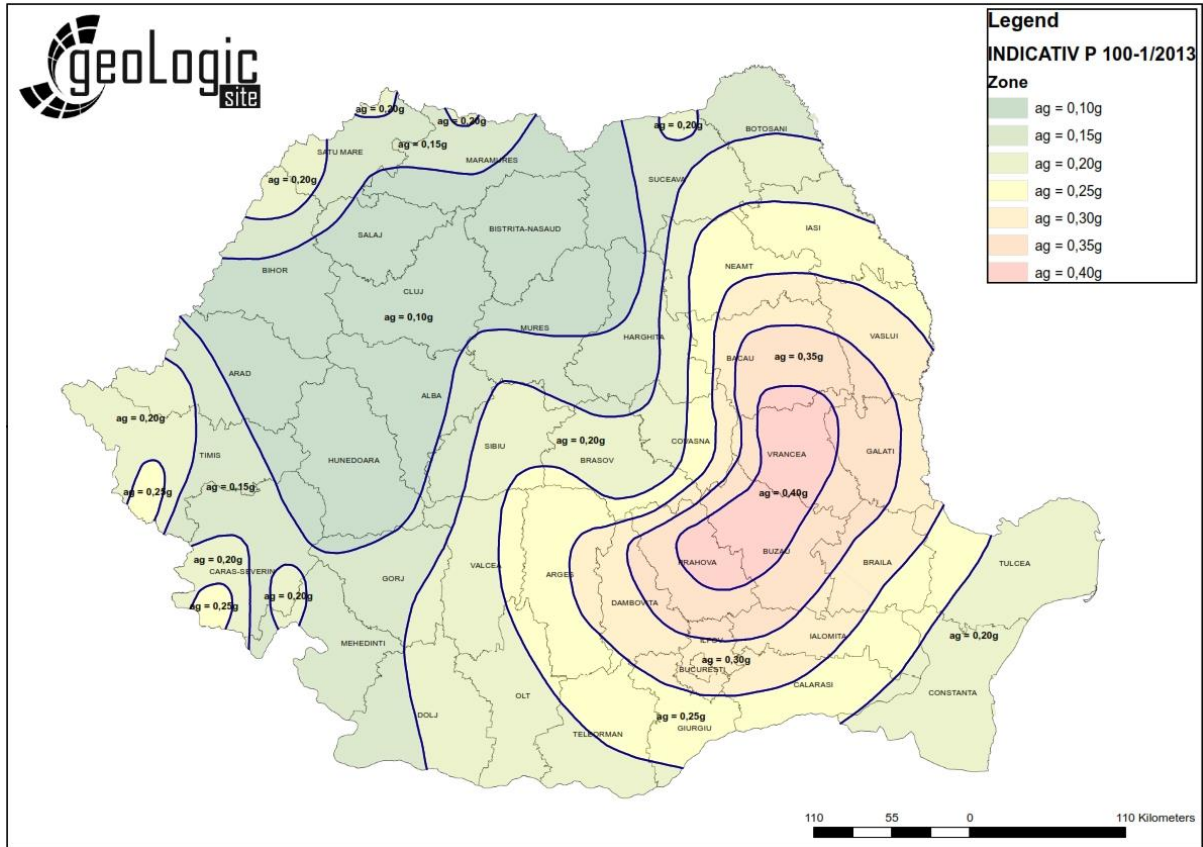 geoLogic
site
Legend
INDICATIV P 100-1/2013
Zone
ag = 0,10g
ag = 0,15g
ag = 0,20g
ag = 0,25g
ag = 0,30g
ag = 0,35g
ag = 0,40g
ag = 0,20g
ag = 0,20g
ag = 0,20g
BOTOSANI
ag = 0,15g
SATU MARE
MARAMURES
ag = 0,20g
SUCEAVA
SALAJ
BISTRITA-NASAUD
IASI
BIHOR
NEAMT
CLUJ
ag = 0,10g
MURES
HARGHITA
VASLUI
BACAU
ag = 0,35g
ARAD
ALBA
ag = 0,20g
SIBIU
ag = 0,20g
BRASOV
COVASNA
TIMIS
HUNEDOARA
VRANCEA
GALATI
ag = 0,15g
ag = 0,25g
ag = 0,40g
BUZAU
ag = 0,20g
CARAS-SEVERIN
VALCEA
ARGES
PRAHOVA
BRAILA
TULCEA
GORJ
ag = 0,20g
ag = 0,25g
DAMBOVITA
MEHEDINTI
ILFOV
IALOMITA
ag = 0,20g
ag = 0,30g
BUCURESTI
CALARASI
CONSTANTA
OLT
DOLJ
ag = 0,25g
GIURGIU
TELEORMAN
110 55 0 110 Kilometers